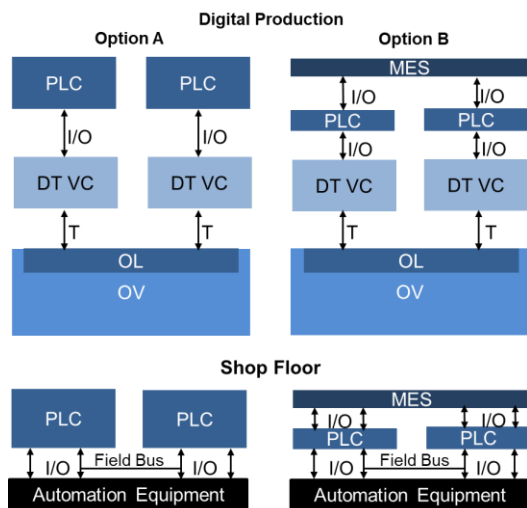 Digital Production
Option A
Option B
PLC
PLC
I/O
I/O
DT VC
DT VC
T
T
OL
OV
MES
I/O
I/O
PLC
PLC
I/O
I/O
DT VC
DT VC
T
T
OL
OV
Shop Floor
PLC
PLC
I/O
Field Bus
I/O
Automation Equipment
MES
I/O
I/O
PLC
PLC
I/O
Field Bus
I/O
Automation Equipment